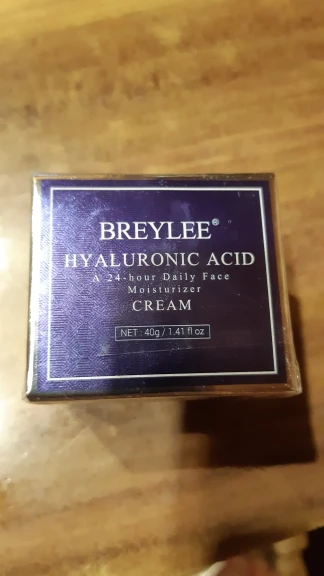 BREYLEE®
HYALURONIC ACID
A 24-hour Daily Face
Moisturizer
CREAM
NET : 40g / 1.41 fl oz